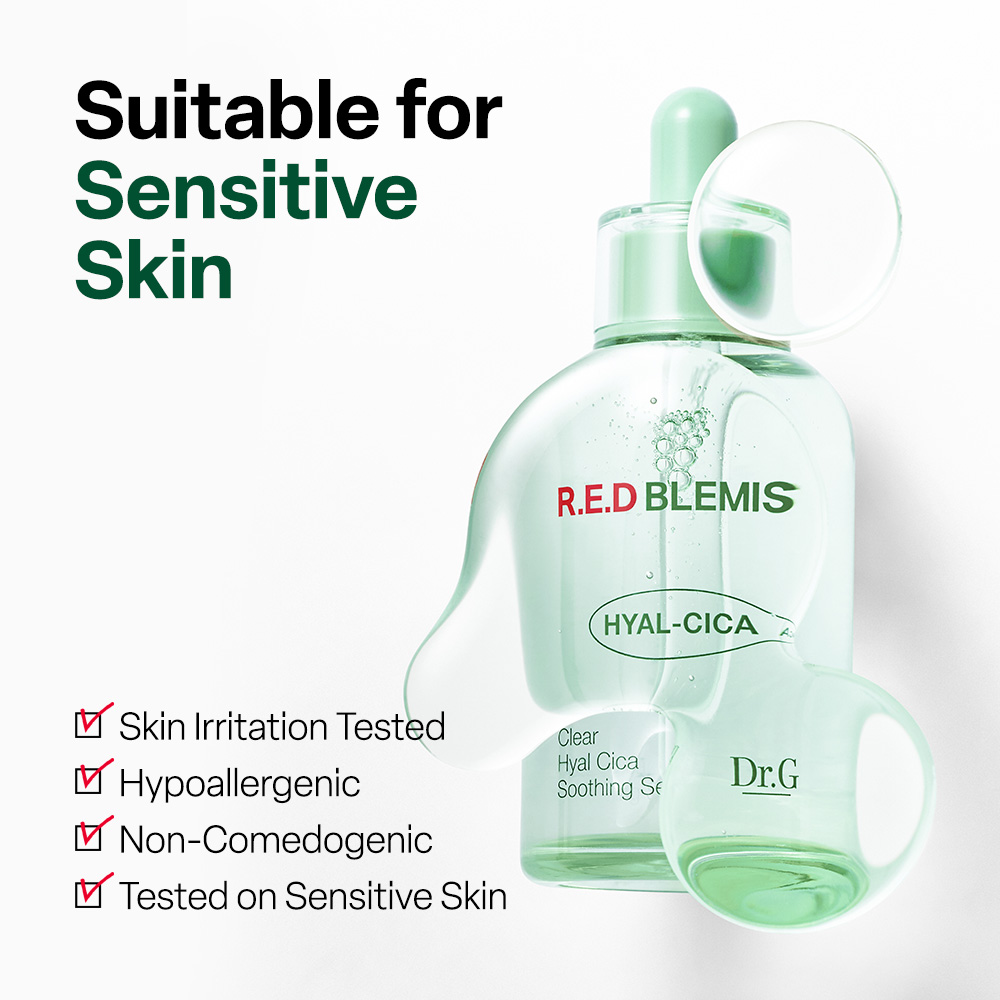 Suitable for
Sensitive
Skin
R.E.D BLEMIS
HYAL-CICA
Clear
Hyal Cica
Soothing Se
Dr.G
Skin Irritation Tested
Hypoallergenic
Non-Comedogenic
Tested on Sensitive Skin